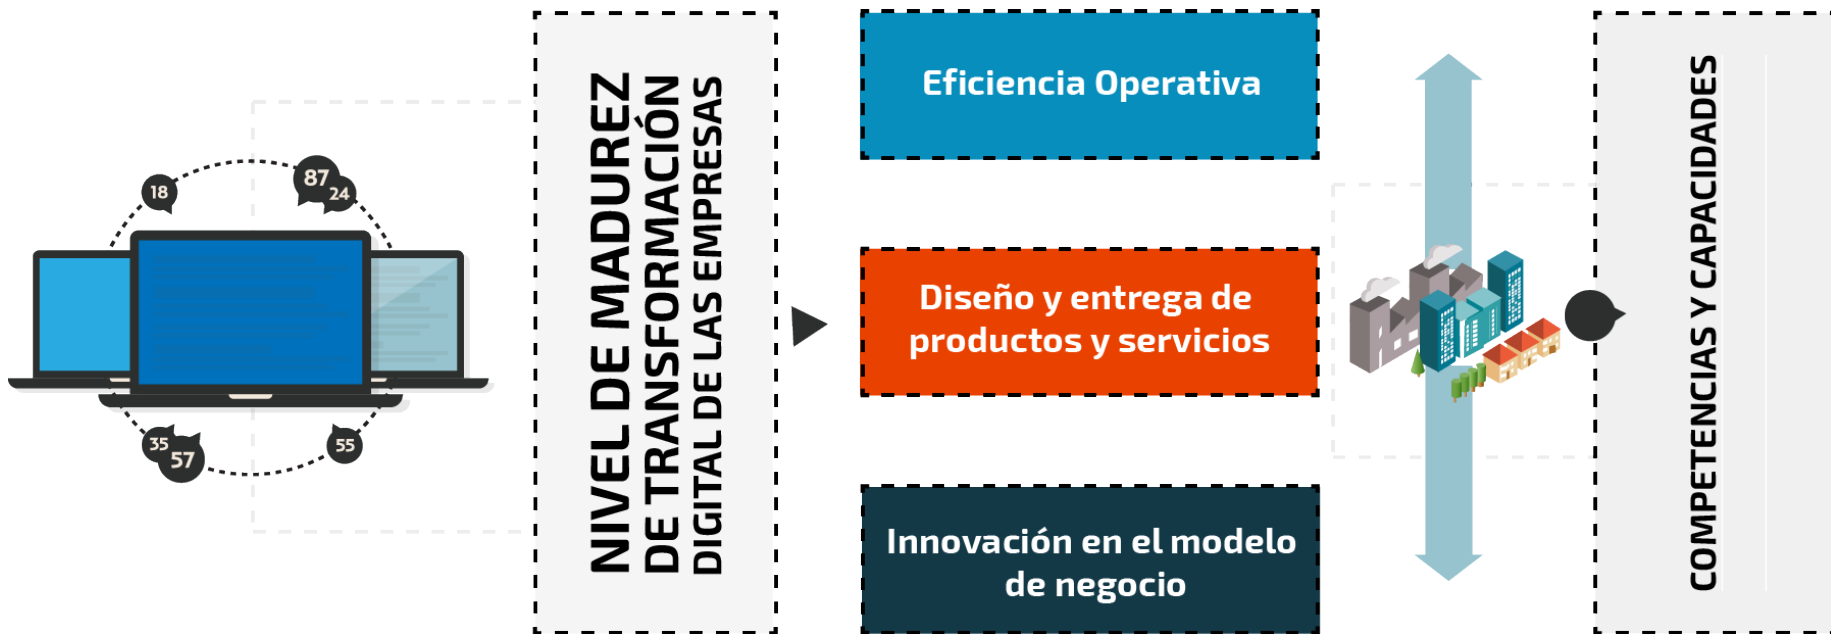 18
87
24
35
57
55
NIVEL DE MADUREZ
DE TRANSFORMACIÓN
DIGITAL DE LAS EMPRESAS
Eficiencia Operativa
Diseño y entrega de
productos y servicios
Innovación en el modelo
de negocio
COMPETENCIAS Y CAPACIDADES